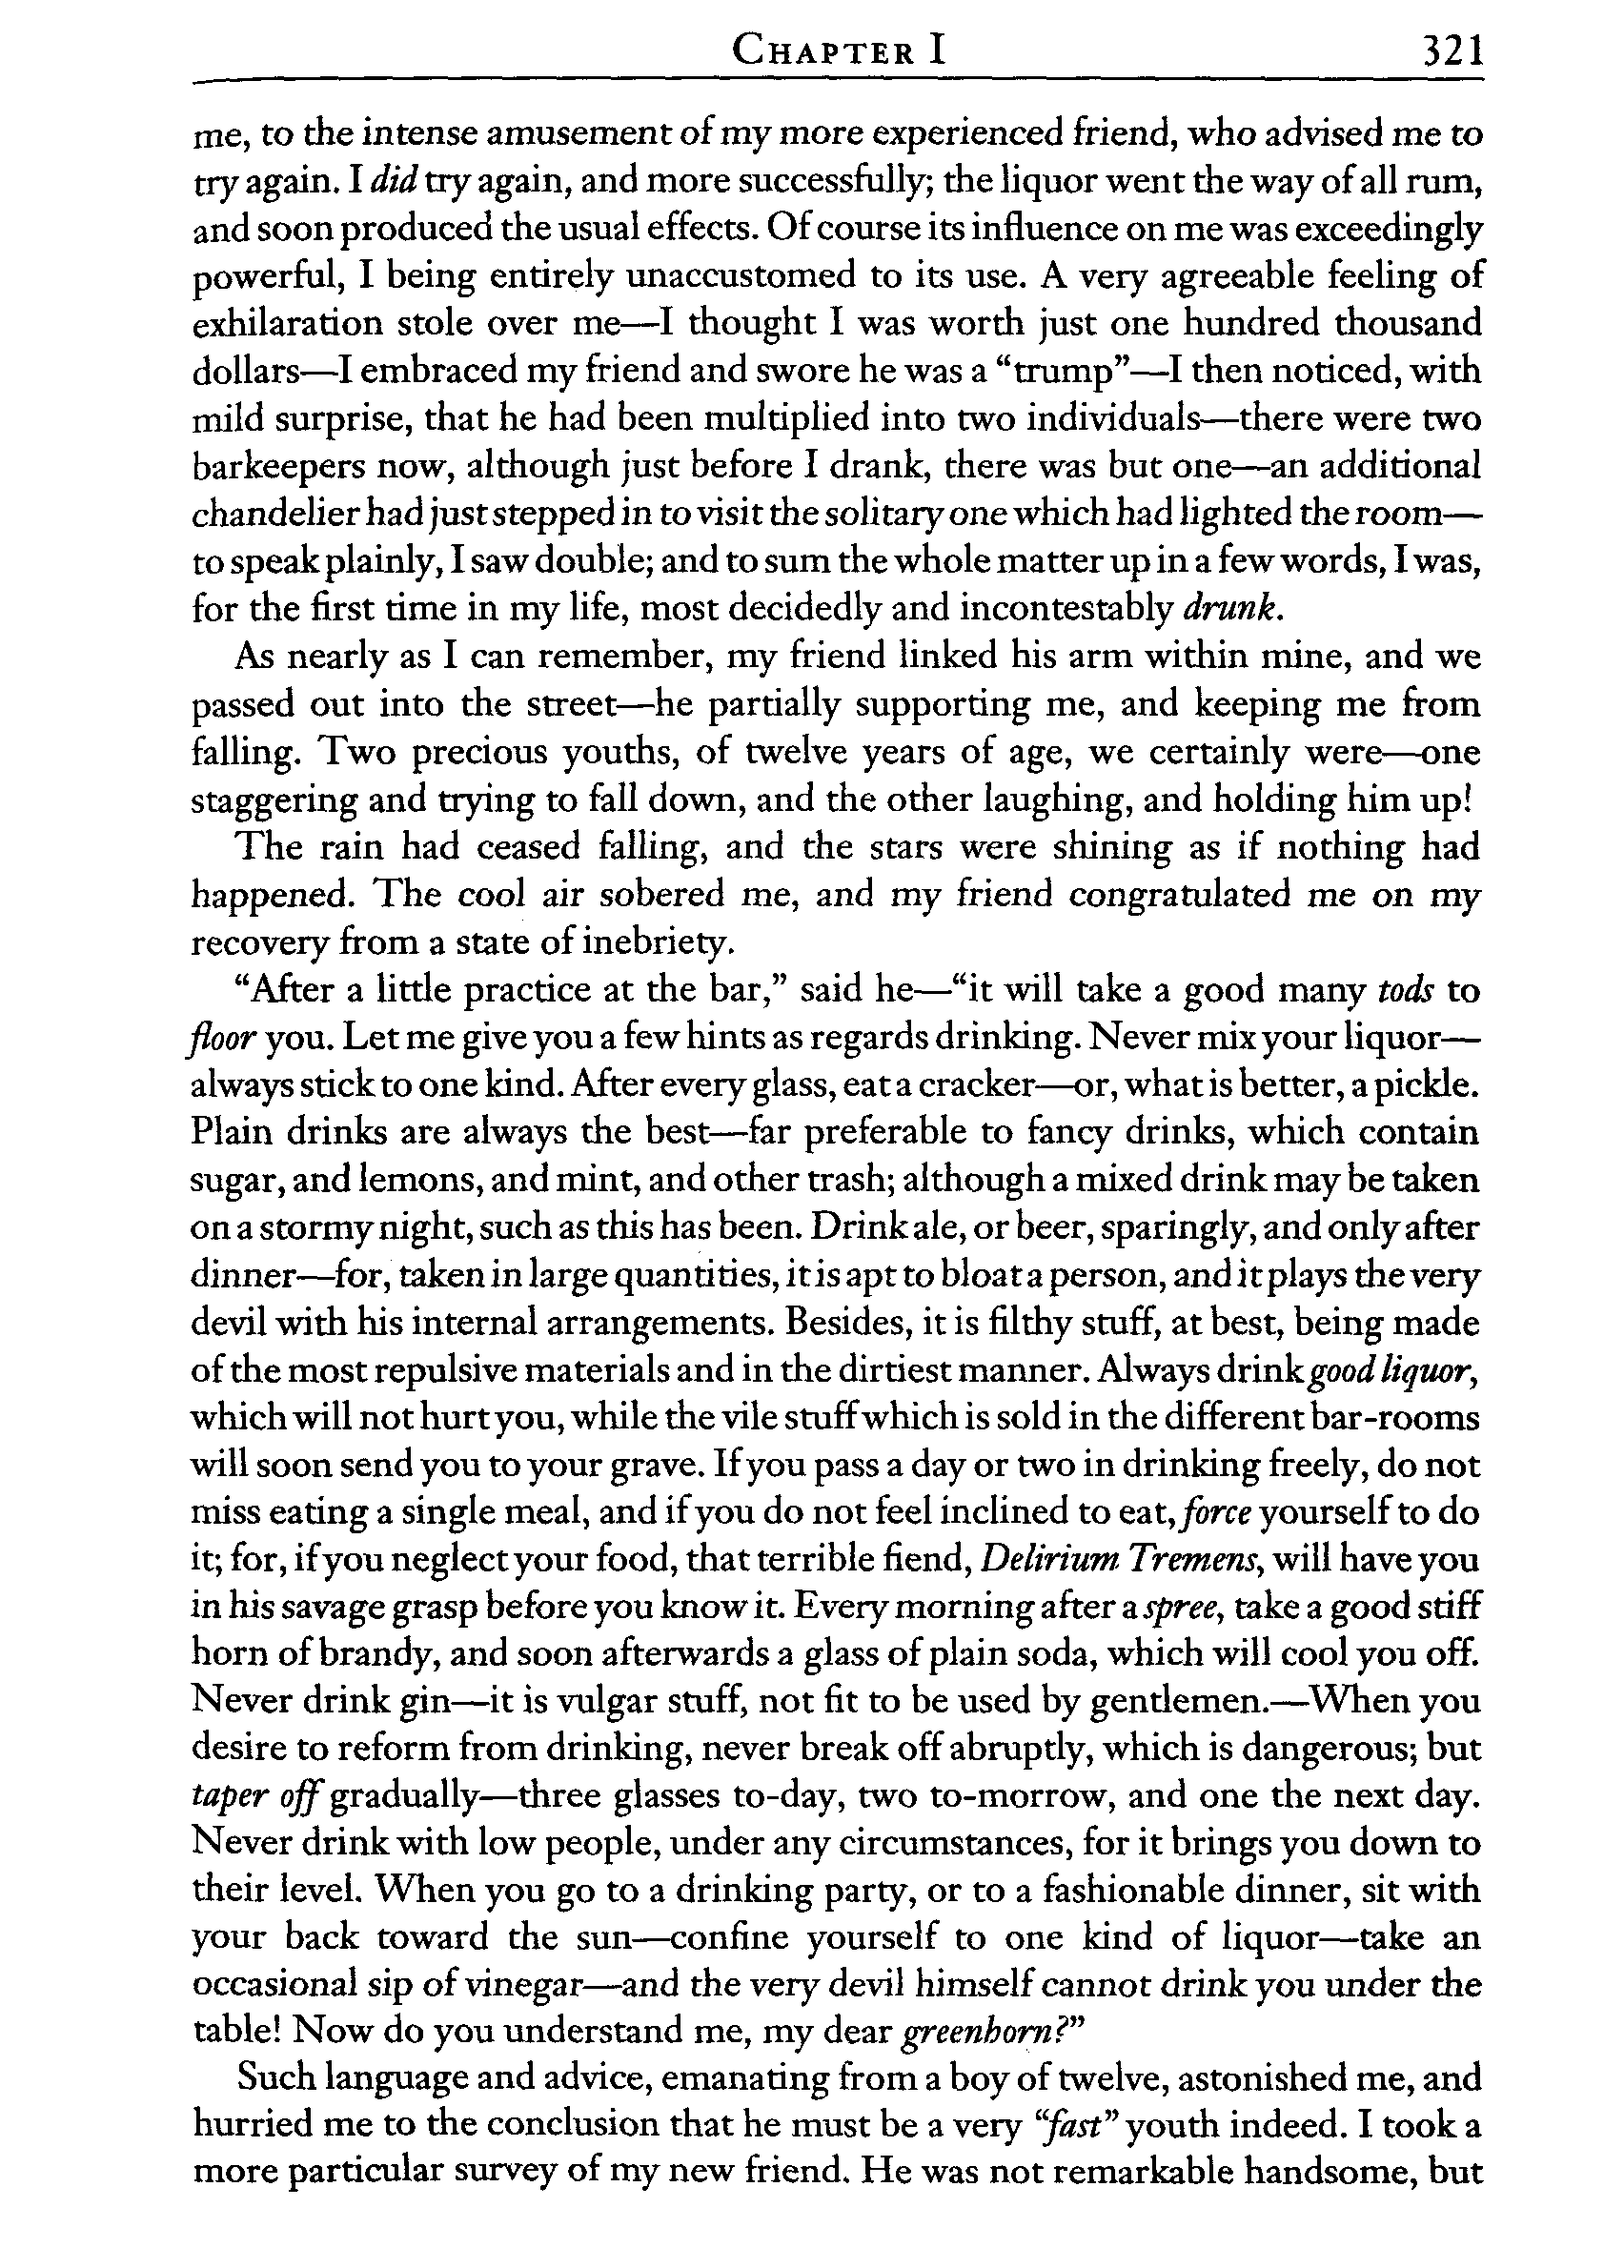 CHAPTER I 321
me, to the intense amusement of my more experienced friend, who advised me to
try again. I did try again, and more successfully; the liquor went the way of all rum,
and soon produced the usual effects. Of course its influence on me was exceedingly
powerful, I being entirely unaccustomed to its use. A very agreeable feeling of
exhilaration stole over me—I thought I was worth just one hundred thousand
dollars—I embraced my friend and swore he was a “trump”—I then noticed, with
mild surprise, that he had been multiplied into two individuals—there were two
barkeepers now, although just before I drank, there was but one—an additional
chandelier had just stepped in to visit the solitary one which had lighted the room—
to speak plainly, I saw double; and to sum the whole matter up in a few words, I was,
for the first time in my life, most decidedly and incontestably drunk.
As nearly as I can remember, my friend linked his arm within mine, and we
passed out into the street—he partially supporting me, and keeping me from
falling. Two precious youths, of twelve years of age, we certainly were—one
staggering and trying to fall down, and the other laughing, and holding him up!
The rain had ceased falling, and the stars were shining as if nothing had
happened. The cool air sobered me, and my friend congratulated me on my
recovery from a state of inebriety.
“After a little practice at the bar,” said he—“it will take a good many tods to
floor you. Let me give you a few hints as regards drinking. Never mix your liquor—
always stick to one kind. After every glass, eat a cracker—or, what is better, a pickle.
Plain drinks are always the best—far preferable to fancy drinks, which contain
sugar, and lemons, and mint, and other trash; although a mixed drink may be taken
on a stormy night, such as this has been. Drink ale, or beer, sparingly, and only after
dinner—for, taken in large quantities, it is apt to bloat a person, and it plays the very
devil with his internal arrangements. Besides, it is filthy stuff, at best, being made
of the most repulsive materials and in the dirtiest manner. Always drink good liquor,
which will not hurt you, while the vile stuff which is sold in the different bar-rooms
will soon send you to your grave. If you pass a day or two in drinking freely, do not
miss eating a single meal, and if you do not feel inclined to eat, force yourself to do
it; for, if you neglect your food, that terrible fiend, Delirium Tremens, will have you
in his savage grasp before you know it. Every morning after a spree, take a good stiff
horn of brandy, and soon afterwards a glass of plain soda, which will cool you off.
Never drink gin—it is vulgar stuff, not fit to be used by gentlemen.—When you
desire to reform from drinking, never break off abruptly, which is dangerous; but
taper off gradually—three glasses to-day, two to-morrow, and one the next day.
Never drink with low people, under any circumstances, for it brings you down to
their level. When you go to a drinking party, or to a fashionable dinner, sit with
your back toward the sun—confine yourself to one kind of liquor—take an
occasional sip of vinegar—and the very devil himself cannot drink you under the
table! Now do you understand me, my dear greenhorn?”
Such language and advice, emanating from a boy of twelve, astonished me, and
hurried me to the conclusion that he must be a very “fast” youth indeed. I took a
more particular survey of my new friend. He was not remarkable handsome, but